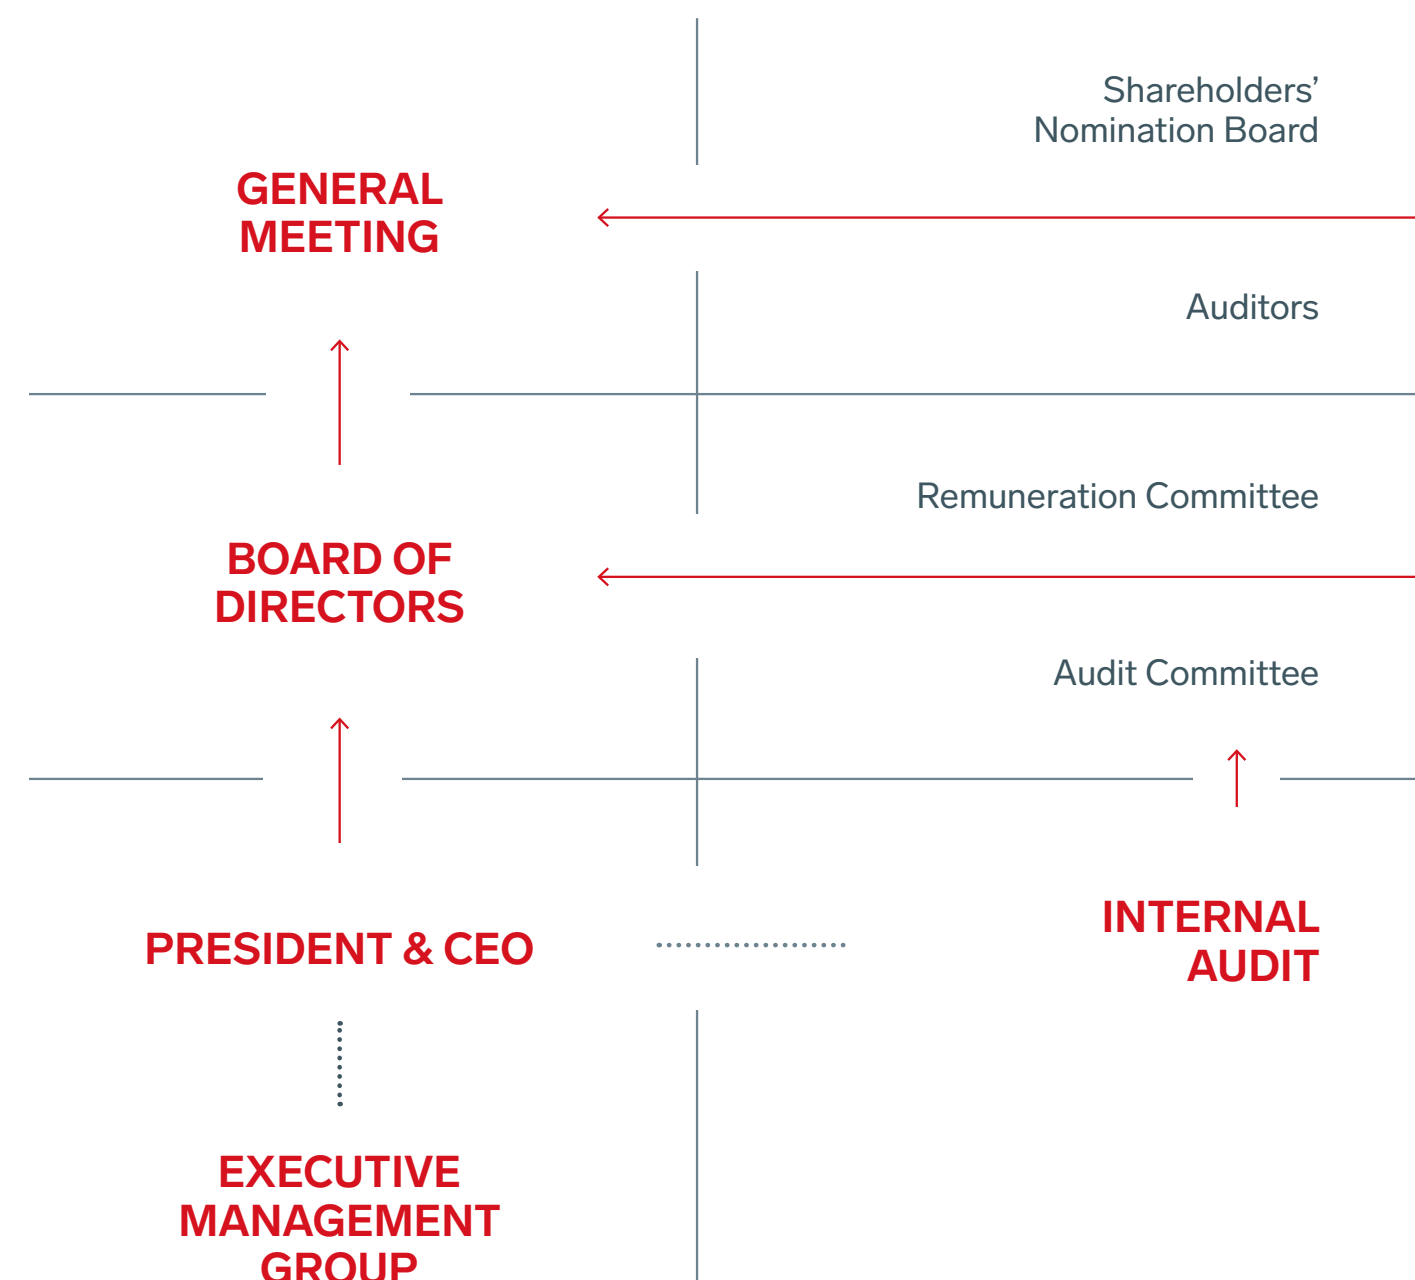 Shareholders’
Nomination Board
GENERAL
MEETING
Auditors
Remuneration Committee
BOARD OF
DIRECTORS
Audit Committee
PRESIDENT & CEO
INTERNAL
AUDIT
EXECUTIVE
MANAGEMENT
GROUP